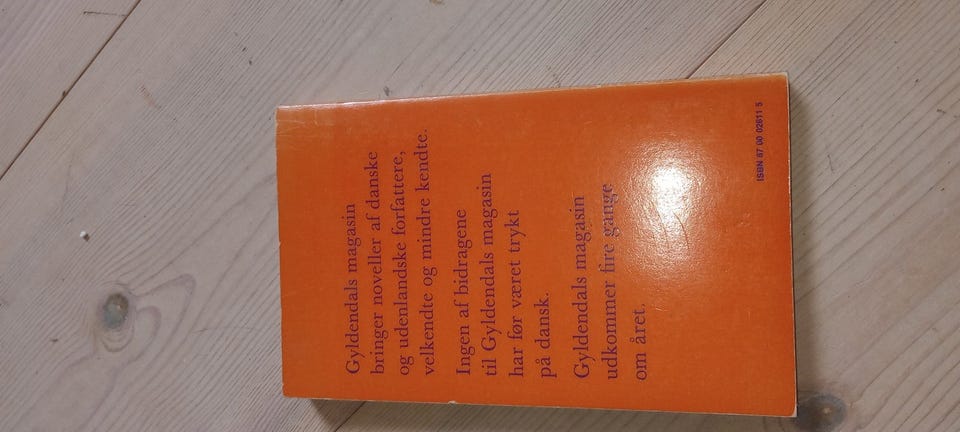 Gyldendals magasin
bringer noveller af danske
og udenlandske forfattere,
velkendte og mindre kendte.
Ingen af bidragene
til Gyldendals magasin
har før været trykt
på dansk.
Gyldendals magasin
udkommer fire gange
om året.
ISBN 87 00 02611 5